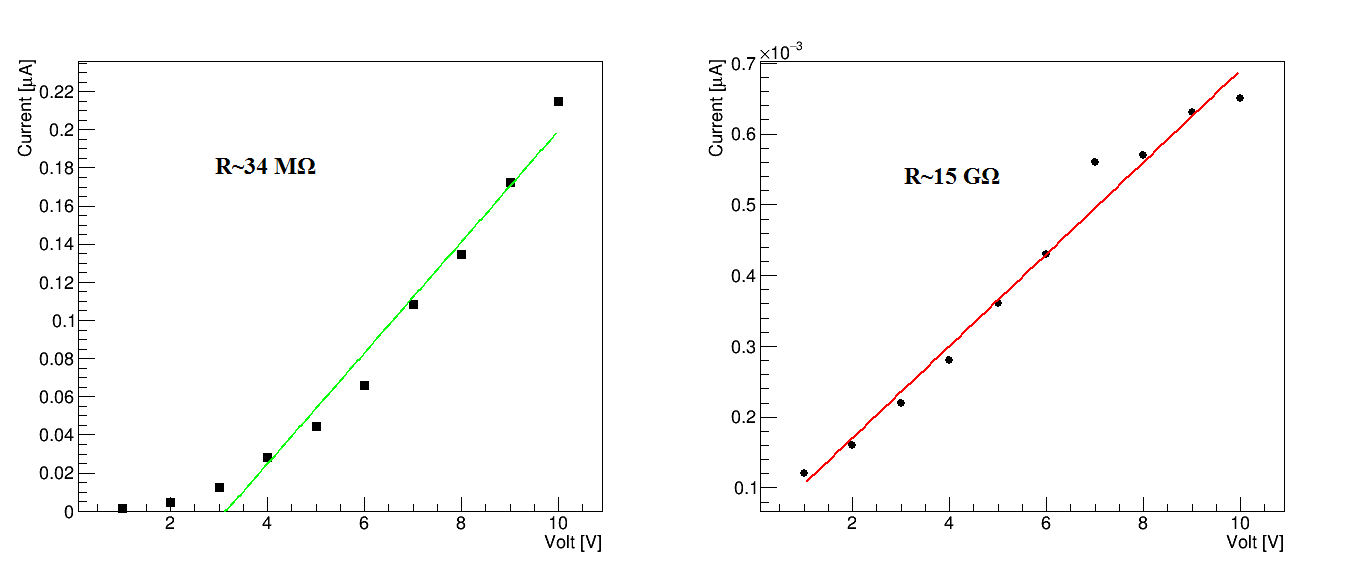 Current [μA]
0.22
0.2
0.18
0.16
0.14
0.12
0.1
0.08
0.06
0.04
0.02
0
R~34 MΩ
2 4 6 8 10
Volt [V]
×10⁻³
Current [μA]
0.7
0.6
0.5
0.4
0.3
0.2
0.1
R~15 GΩ
2 4 6 8 10
Volt [V]